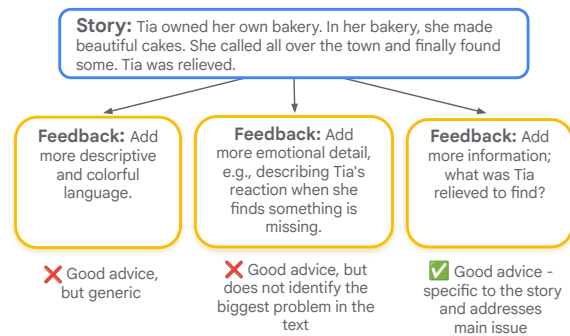 Story: Tia owned her own bakery. In her bakery, she made
beautiful cakes. She called all over the town and finally found
some. Tia was relieved.
Feedback: Add
more descriptive
and colorful
language.
Feedback: Add
more emotional detail,
e.g., describing Tia's
reaction when she
finds something is
missing.
Feedback: Add
more information;
what was Tia
relieved to find?
❌ Good advice,
but generic
❌ Good advice, but
does not identify the
biggest problem in the
text
✅ Good advice -
specific to the story
and addresses
main issue